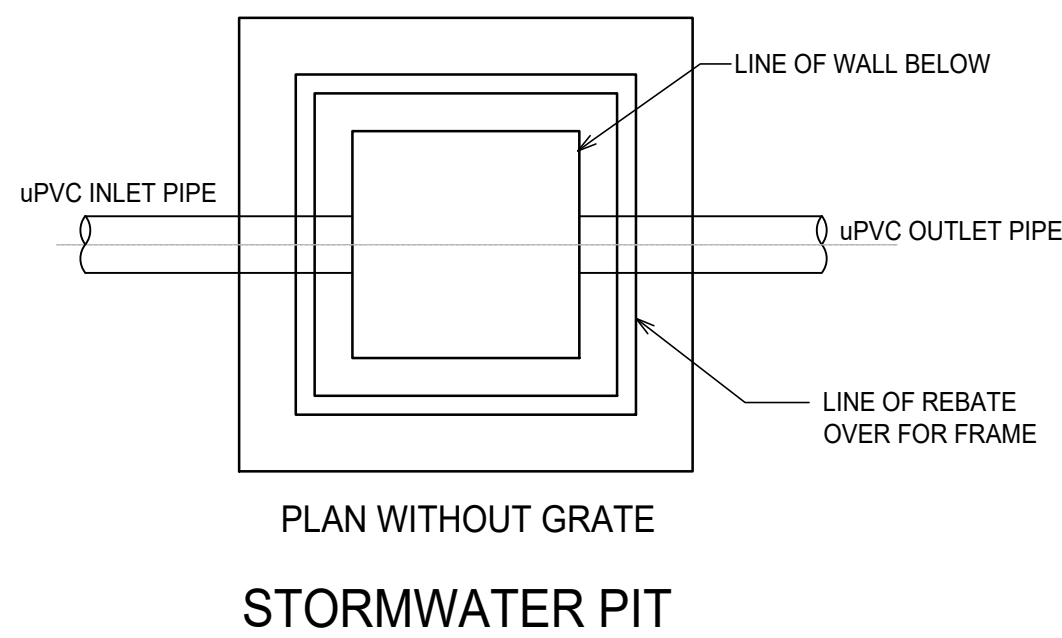 LINE OF WALL BELOW
uPVC INLET PIPE
uPVC OUTLET PIPE
LINE OF REBATE
OVER FOR FRAME
PLAN WITHOUT GRATE
STORMWATER PIT